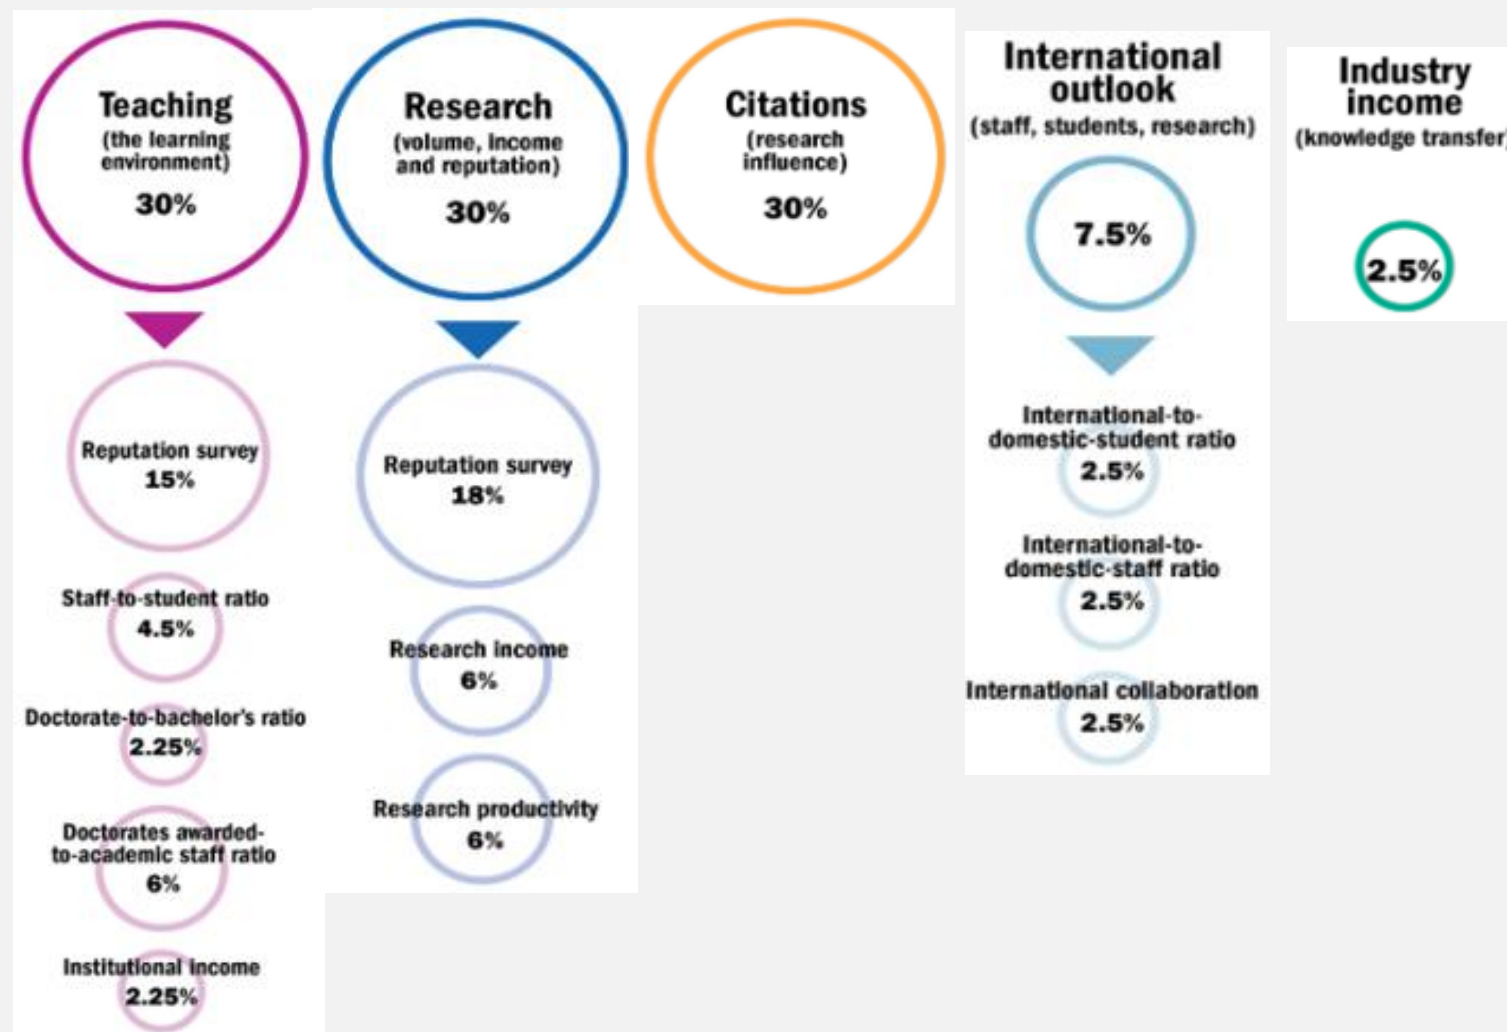 Teaching
(the learning
environment)
30%
Reputation survey
15%
Staff-to-student ratio
4.5%
Doctorate-to-bachelor's ratio
2.25%
Doctorates awarded-
to-academic staff ratio
6%
Institutional income
2.25%
Research
(volume, income
and reputation)
30%
Reputation survey
18%
Research income
6%
Research productivity
6%
Citations
(research
influence)
30%
International
outlook
(staff, students, research)
7.5%
International-to-
domestic-student ratio
2.5%
International-to-
domestic-staff ratio
2.5%
International collaboration
2.5%
Industry
income
(knowledge transfer)
2.5%